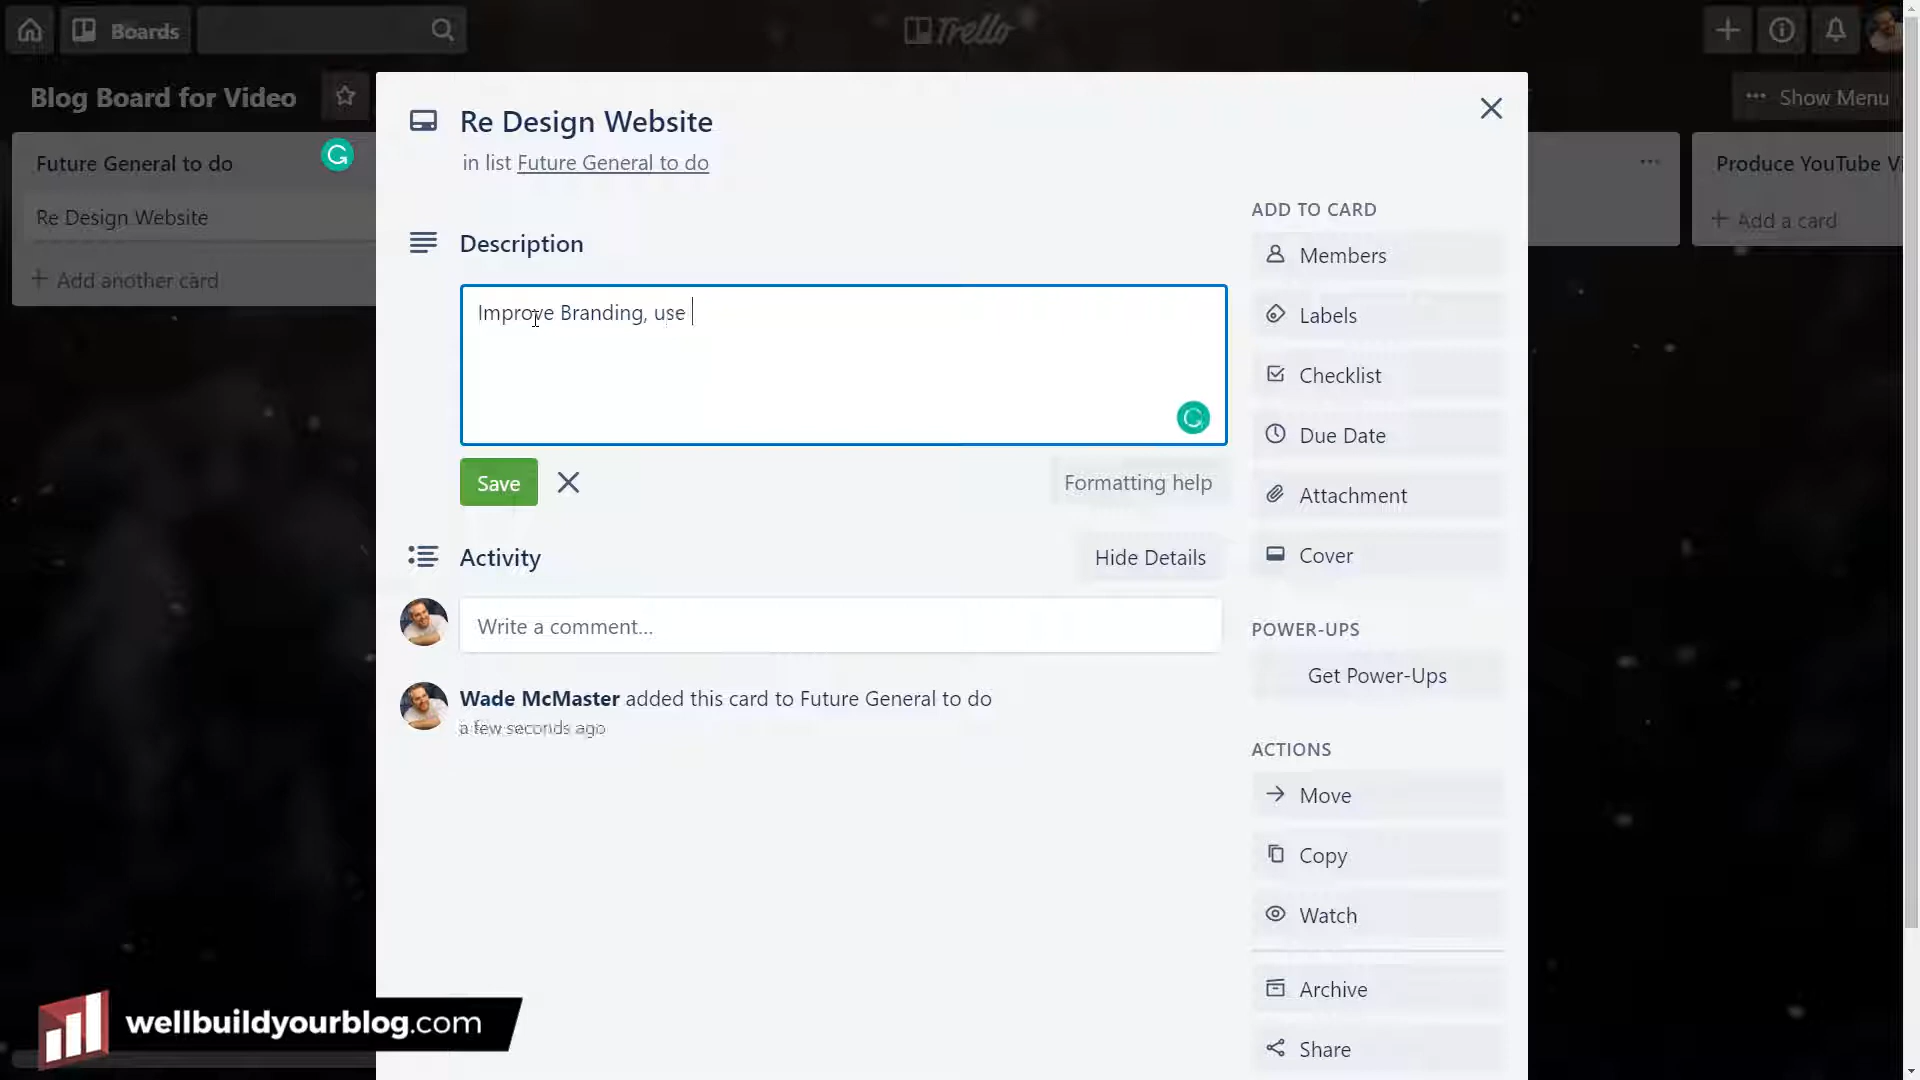 Boards
Trello
Blog Board for Video
Show Menu
Future General to do
Re Design Website
Add another card
Produce YouTube Vi
Add a card
Re Design Website
in list Future General to do
Description
Improve Branding, use
Save
Formatting help
Activity
Hide Details
Write a comment...
Wade McMaster added this card to Future General to do
a few seconds ago
ADD TO CARD
Members
Labels
Checklist
Due Date
Attachment
Cover
POWER-UPS
Get Power-Ups
ACTIONS
Move
Copy
Watch
Archive
Share
wellbuildyourblog.com